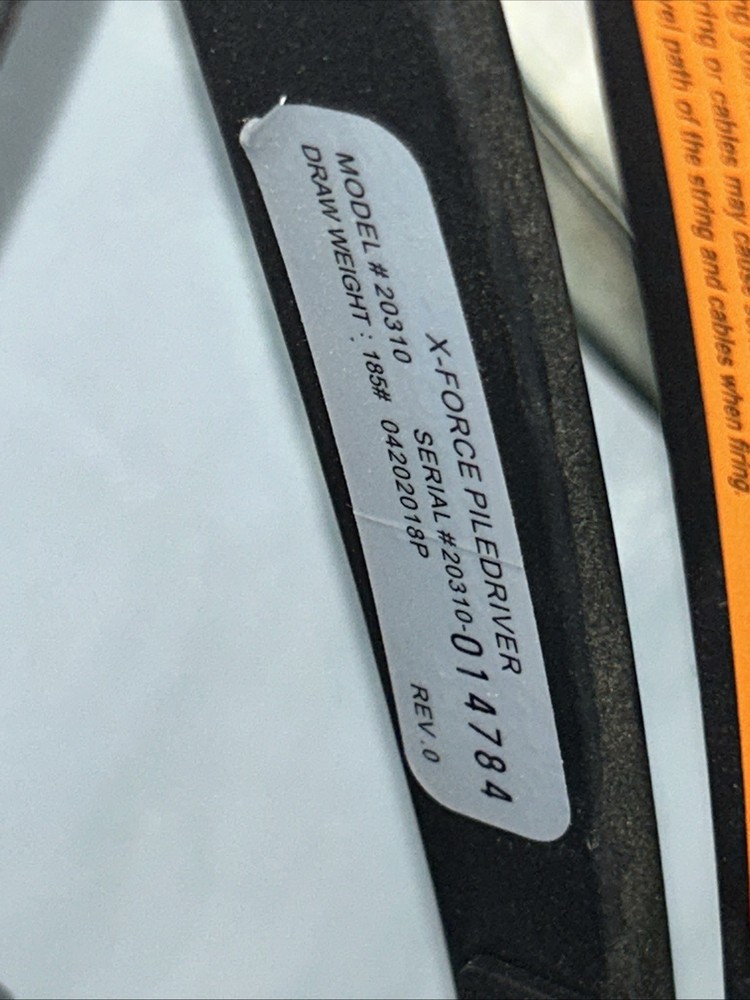 X-FORCE PILEDRIVER
MODEL # 20310 SERIAL #20310-014784
DRAW WEIGHT : 185# 04202018P REV.0
ring or cables may cause
vel path of the string and cables when firing.